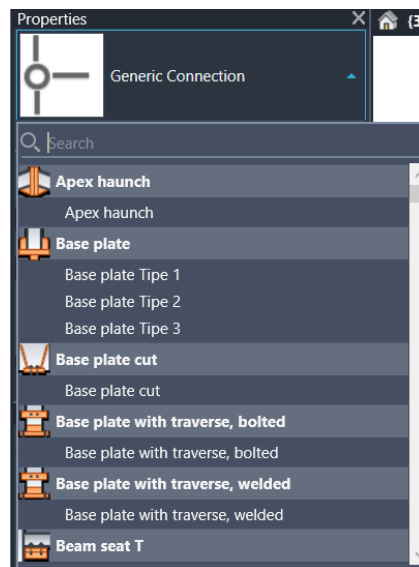 Properties
{3
Generic Connection
Search
Apex haunch
Apex haunch
Base plate
Base plate Tipe 1
Base plate Tipe 2
Base plate Tipe 3
Base plate cut
Base plate cut
Base plate with traverse, bolted
Base plate with traverse, bolted
Base plate with traverse, welded
Base plate with traverse, welded
Beam seat T